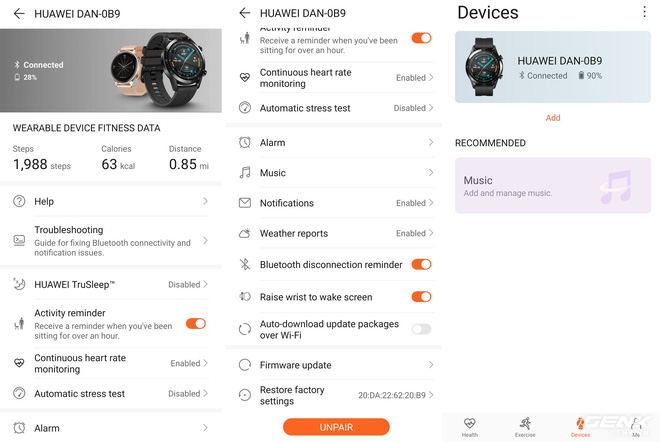 HUAWEI DAN-0B9
Connected
28%
WEARABLE DEVICE FITNESS DATA
Steps
Calories
Distance
1,988 steps
63 kcal
0.85 mi
Help
Troubleshooting
Guide for fixing Bluetooth connectivity and
notification issues.
HUAWEI TruSleep™
Disabled
Activity reminder
Receive a reminder when you've been
sitting for over an hour.
Continuous heart rate
monitoring
Enabled
Automatic stress test
Disabled
Alarm
HUAWEI DAN-0B9
Activity reminder
Receive a reminder when you've been
sitting for over an hour.
Continuous heart rate
monitoring
Enabled
Automatic stress test
Disabled
Alarm
Music
Notifications
Enabled
Weather reports
Enabled
Bluetooth disconnection reminder
Raise wrist to wake screen
Auto-download update packages
over Wi-Fi
Firmware update
Restore factory
settings
20:DA:22:62:20:B9
UNPAIR
Devices
HUAWEI DAN-0B9
Connected
90%
Add
RECOMMENDED
Music
Add and manage music.
Health
Exercise
Devices
Me
GENK